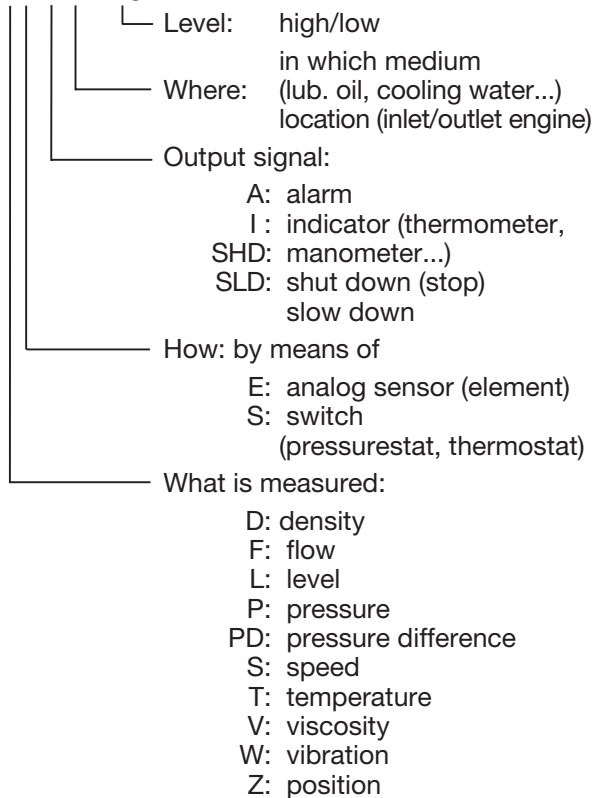 Level: high/low
in which medium
Where: (lub. oil, cooling water...)
location (inlet/outlet engine)
Output signal:
A: alarm
I : indicator (thermometer,
SHD: manometer...)
SLD: shut down (stop)
slow down
How: by means of
E: analog sensor (element)
S: switch
(pressurestat, thermostat)
What is measured:
D: density
F: flow
L: level
P: pressure
PD: pressure difference
S: speed
T: temperature
V: viscosity
W: vibration
Z: position